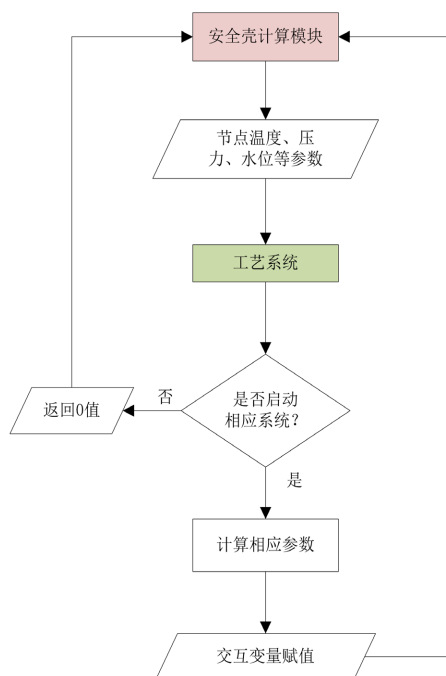 安全壳计算模块
节点温度、压
力、水位等参数
工艺系统
是否启动
相应系统?
否
返回0值
是
计算相应参数
交互变量赋值